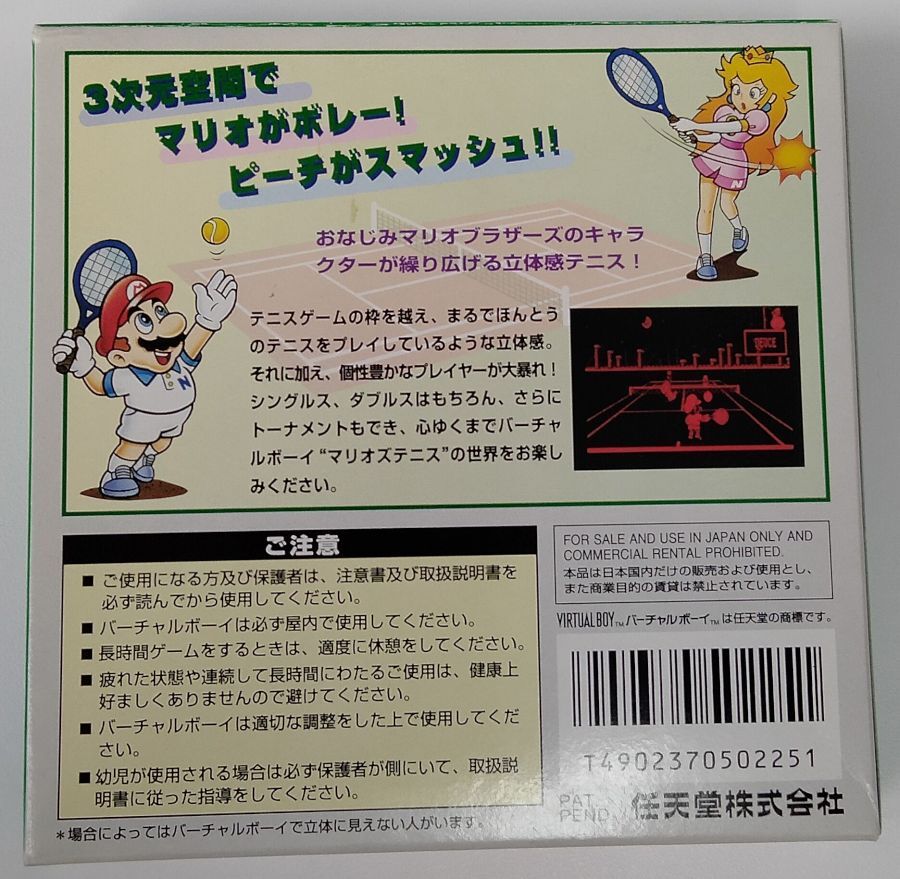 3次元空間で
マリオがボレー!
ピーチがスマッシュ!!
おなじみマリオブラザーズのキャラ
クターが繰り広げる立体感テニス!
テニスゲームの枠を越え、まるでほんとう
のテニスをプレイしているような立体感。
それに加え、個性豊かなプレイヤーが大暴れ!
シングルス、ダブルスはもちろん、さらに
トーナメントもでき、心ゆくまでバーチャ
ルボーイ“マリオズテニス”の世界をお楽し
みください。
N
M
N
DEUCE
ご注意
■ ご使用になる方及び保護者は、注意書及び取扱説明書を
必ず読んでから使用してください。
■ バーチャルボーイは必ず屋内で使用してください。
■ 長時間ゲームをするときは、適度に休憩をしてください。
■ 疲れた状態や連続して長時間にわたるご使用は、健康上
好ましくありませんので避けてください。
■ バーチャルボーイは適切な調整をした上で使用してくだ
さい。
■ 幼児が使用される場合は必ず保護者が側にいて、取扱説
明書に従った指導をしてください。
*場合によってはバーチャルボーイで立体に見えない人がいます。
FOR SALE AND USE IN JAPAN ONLY AND
COMMERCIAL RENTAL PROHIBITED.
本品は日本国内だけの販売および使用とし、
また商業目的の賃貸は禁止されています。
VIRTUAL BOY™、バーチャルボーイ™は任天堂の商標です。
T4902370502251
PAT
PEND
任天堂株式会社